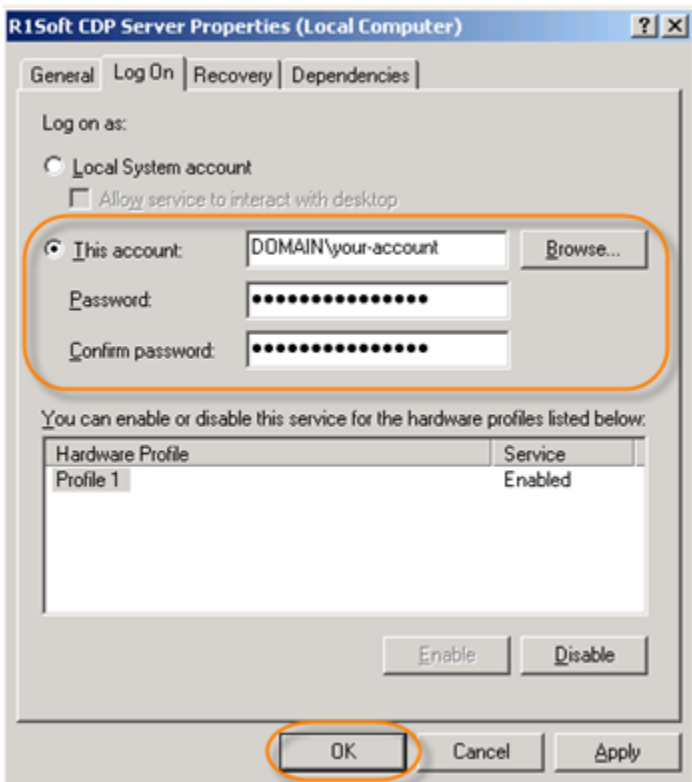 R1Soft CDP Server Properties (Local Computer)
General Log On Recovery Dependencies
Log on as:
Local System account
Allow service to interact with desktop
This account: DOMAIN\your-account Browse...
Password: •••••••••••••••
Confirm password: •••••••••••••••
You can enable or disable this service for the hardware profiles listed below:
Hardware Profile Service
Profile 1 Enabled
Enable Disable
OK Cancel Apply